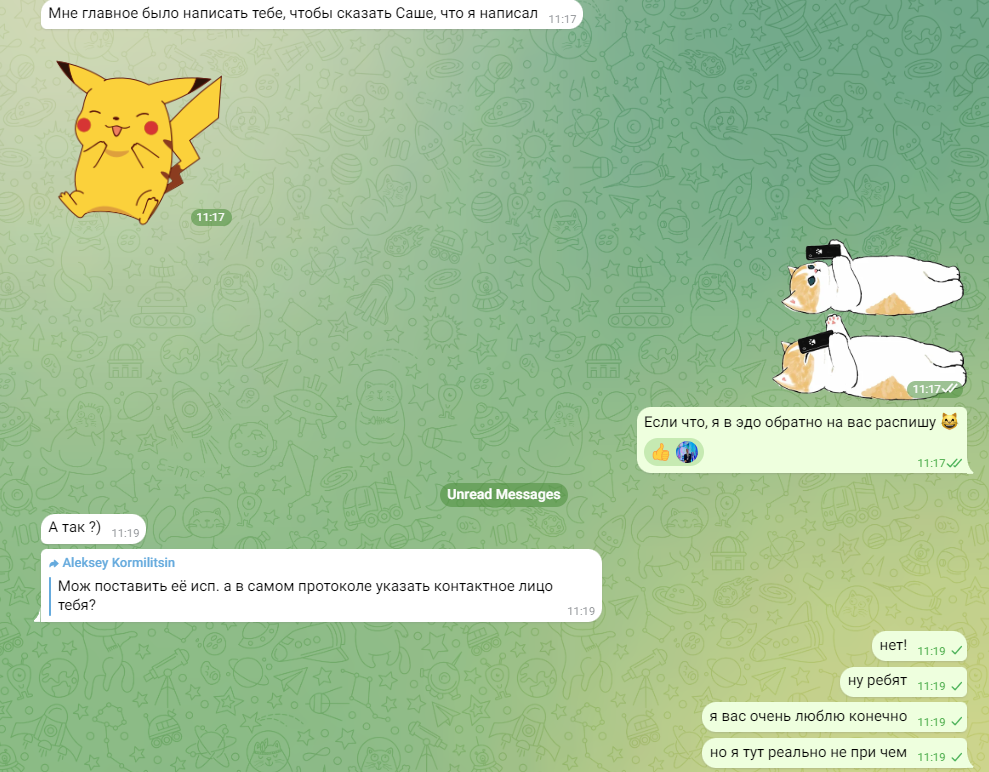 Мне главное было написать тебе, чтобы сказать Саше, что я написал
11:17
11:17
11:17
Если что, я в эдо обратно на вас распишу 😺
👍
11:17
Unread Messages
А так ?)
11:19
Aleksey Kormilitsin
Мож поставить её исп. а в самом протоколе указать контактное лицо
тебя?
11:19
нет!
11:19
ну ребят
11:19
я вас очень люблю конечно
11:19
но я тут реально не при чем
11:19